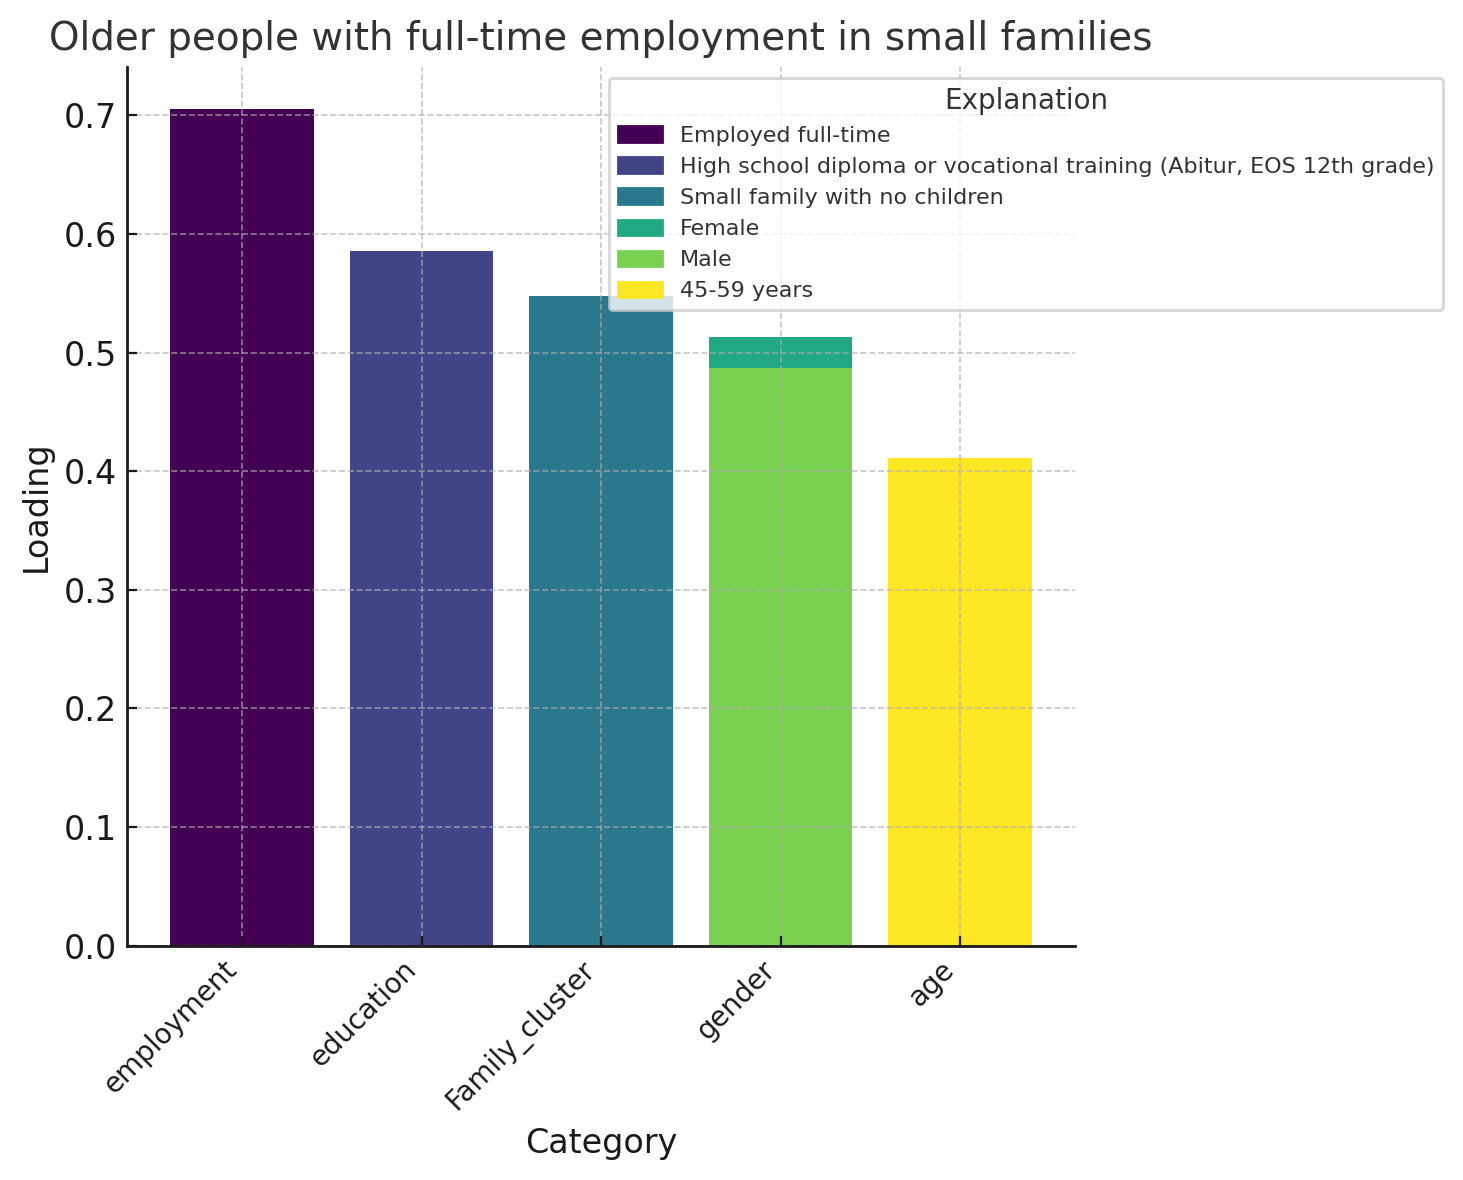 Older people with full-time employment in small families
Explanation
Employed full-time
High school diploma or vocational training (Abitur, EOS 12th grade)
Small family with no children
Female
Male
45-59 years
Loading
0.7
0.6
0.5
0.4
0.3
0.2
0.1
0.0
employment
education
Family_cluster
gender
age
Category